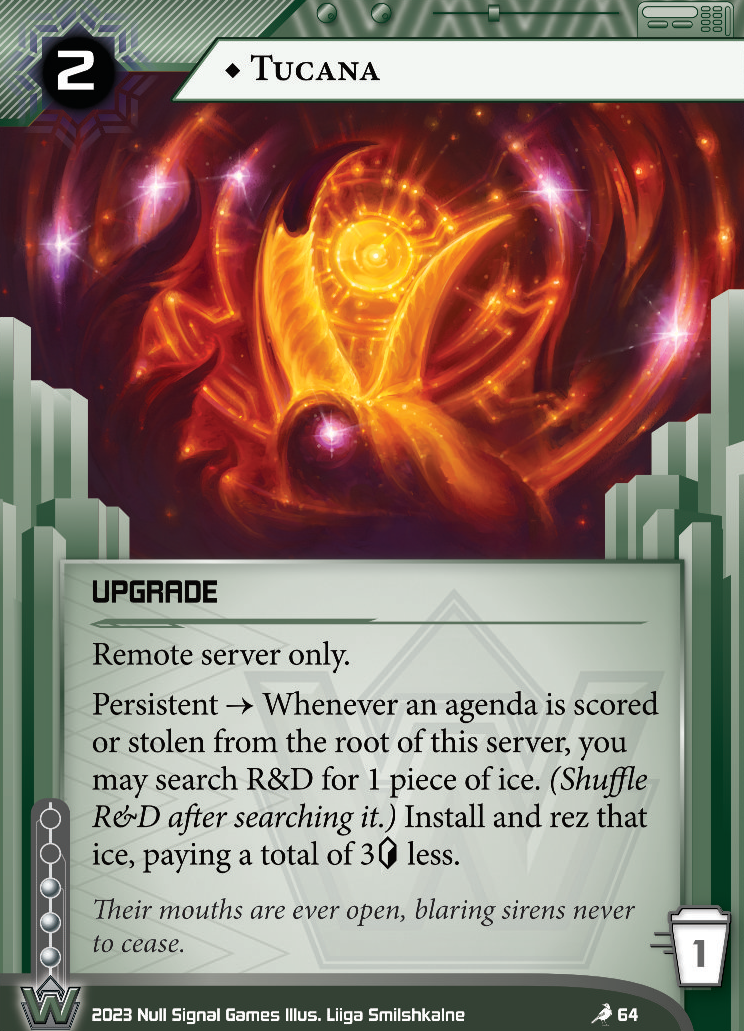 2
◆ Tucana
UPGRADE
Remote server only.
Persistent → Whenever an agenda is scored
or stolen from the root of this server, you
may search R&D for 1 piece of ice. (Shuffle
R&D after searching it.) Install and rez that
ice, paying a total of 3 less.
Their mouths are ever open, blaring sirens never
to cease.
1
W
2023 Null Signal Games Illus. Liiga Smilshkalne
64